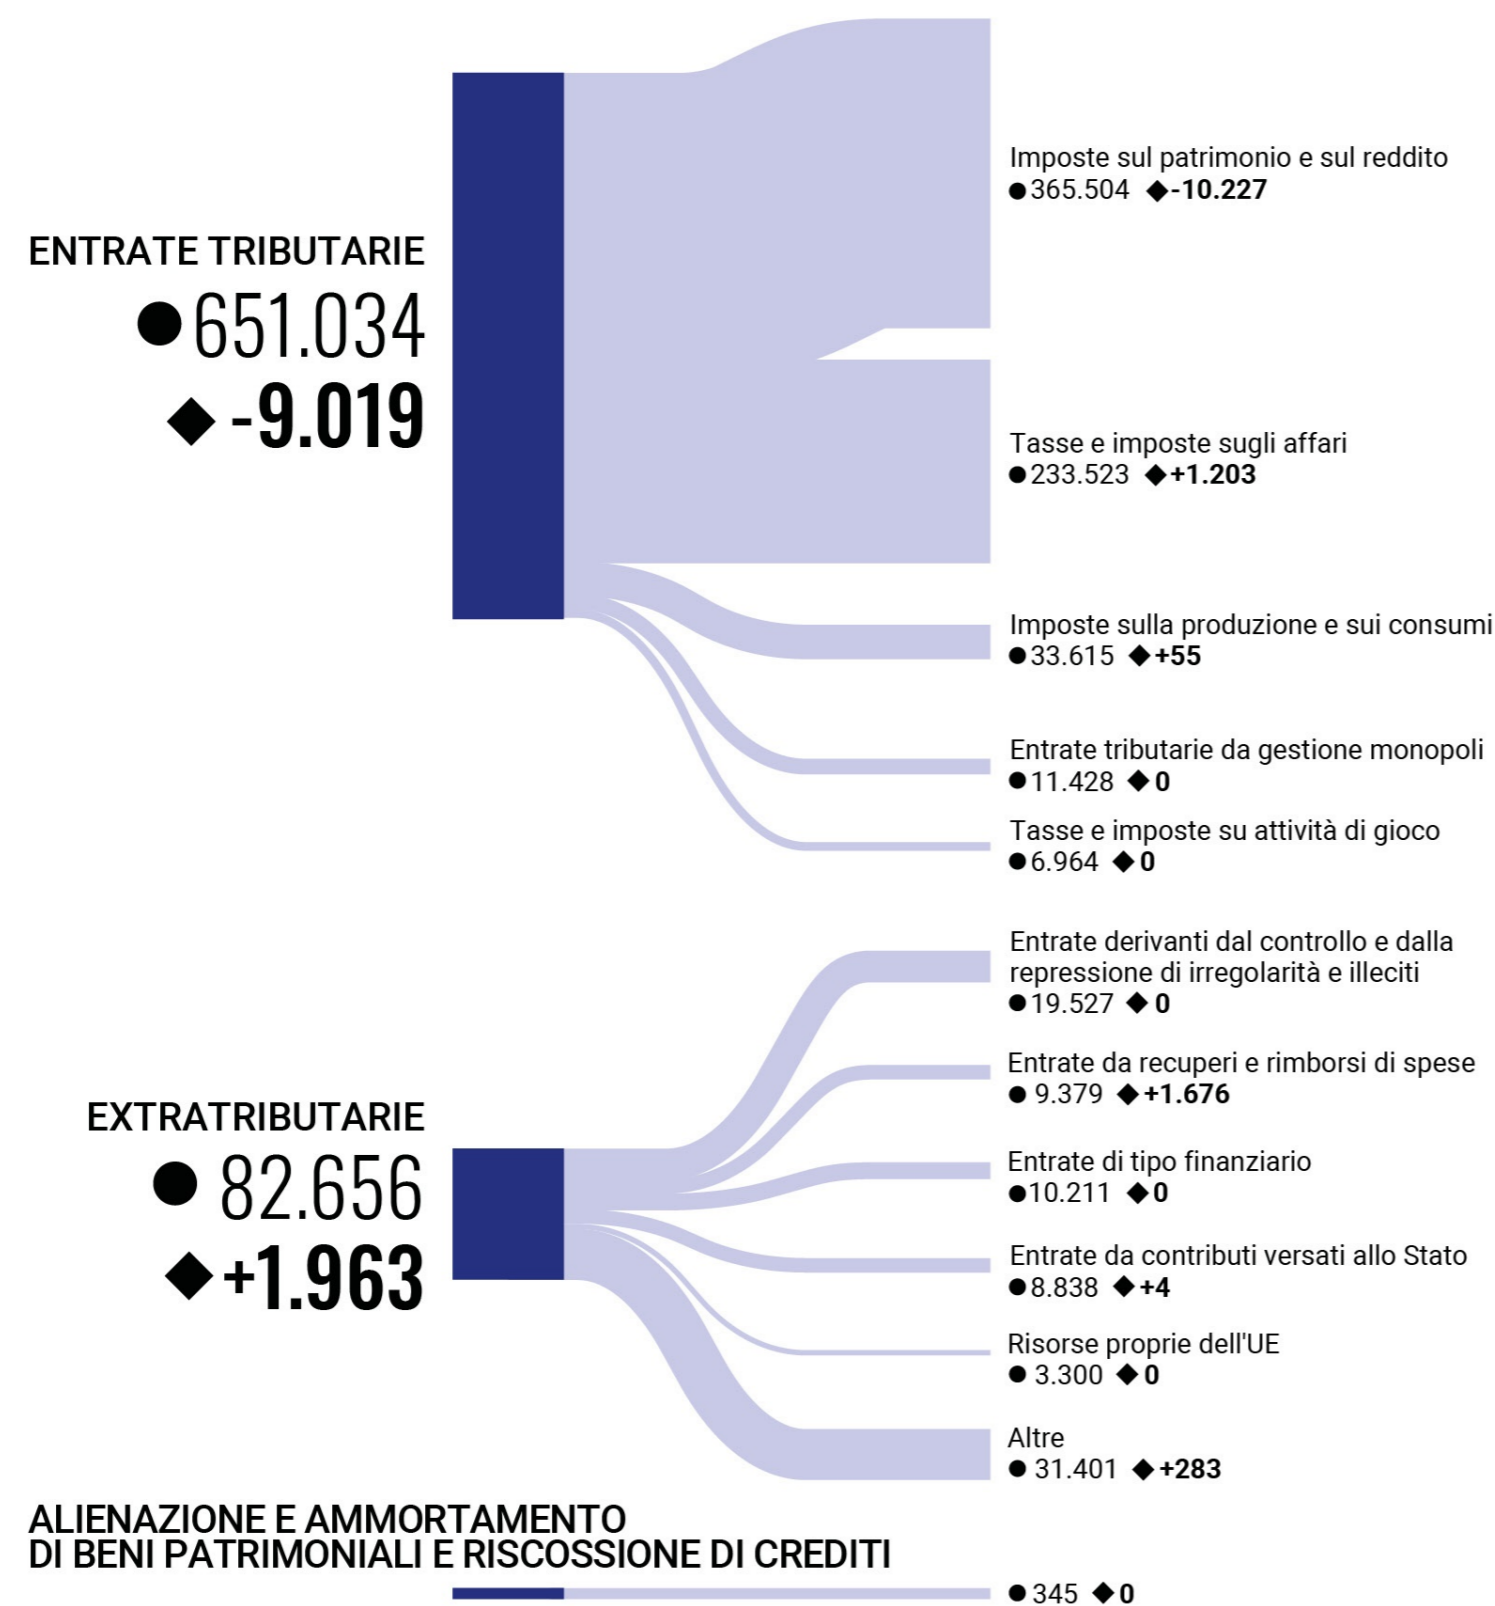 ENTRATE TRIBUTARIE
651.034
-9.019
Imposte sul patrimonio e sul reddito
365.504 -10.227
Tasse e imposte sugli affari
233.523 +1.203
Imposte sulla produzione e sui consumi
33.615 +55
Entrate tributarie da gestione monopoli
11.428 0
Tasse e imposte su attività di gioco
6.964 0
EXTRATRIBUTARIE
82.656
+1.963
Entrate derivanti dal controllo e dalla
repressione di irregolarità e illeciti
19.527 0
Entrate da recuperi e rimborsi di spese
9.379 +1.676
Entrate di tipo finanziario
10.211 0
Entrate da contributi versati allo Stato
8.838 +4
Risorse proprie dell'UE
3.300 0
Altre
31.401 +283
ALIENAZIONE E AMMORTAMENTO
DI BENI PATRIMONIALI E RISCOSSIONE DI CREDITI
345 0